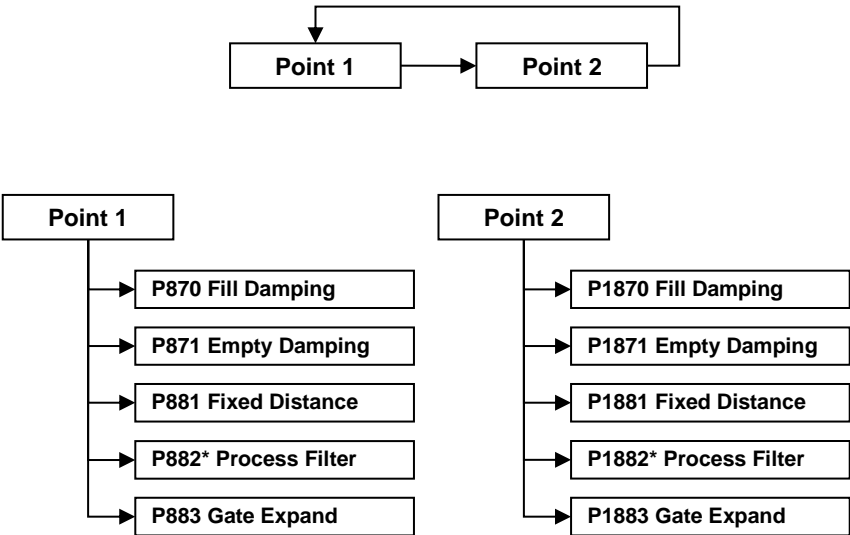 Point 1
Point 2
Point 1
P870 Fill Damping
P871 Empty Damping
P881 Fixed Distance
P882* Process Filter
P883 Gate Expand
Point 2
P1870 Fill Damping
P1871 Empty Damping
P1881 Fixed Distance
P1882* Process Filter
P1883 Gate Expand